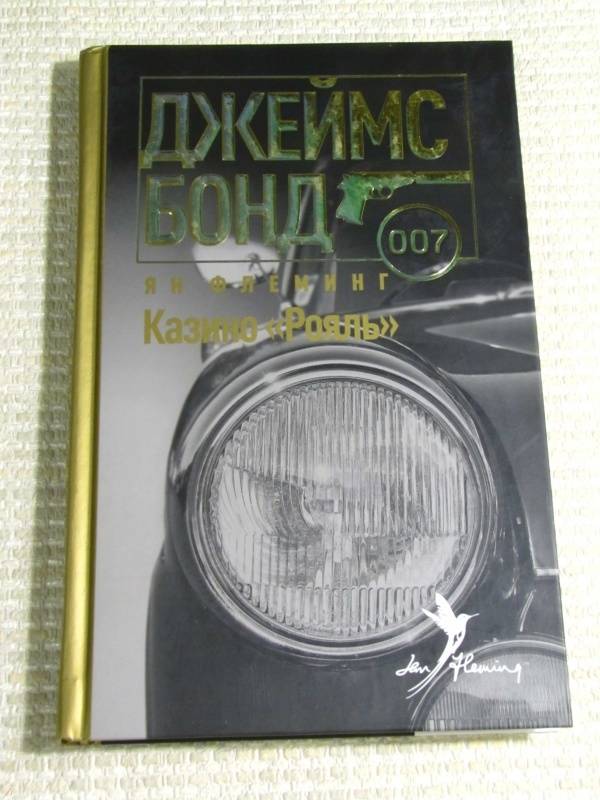 ДЖЕЙМС
БОНД
007
ЯН ФЛЕМИНГ
Казино «Рояль»
Ian Fleming